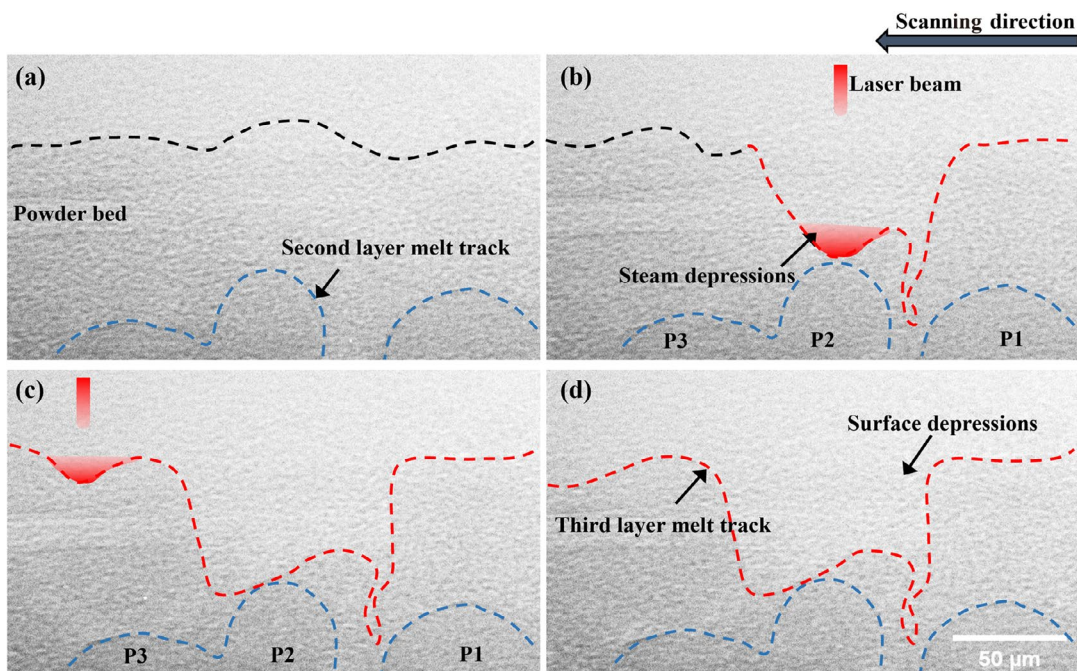 Scanning direction
(a)
Powder bed
Second layer melt track
(b)
Laser beam
Steam depressions
P3
P2
P1
(c)
P3
P2
P1
(d)
Surface depressions
Third layer melt track
50 μm